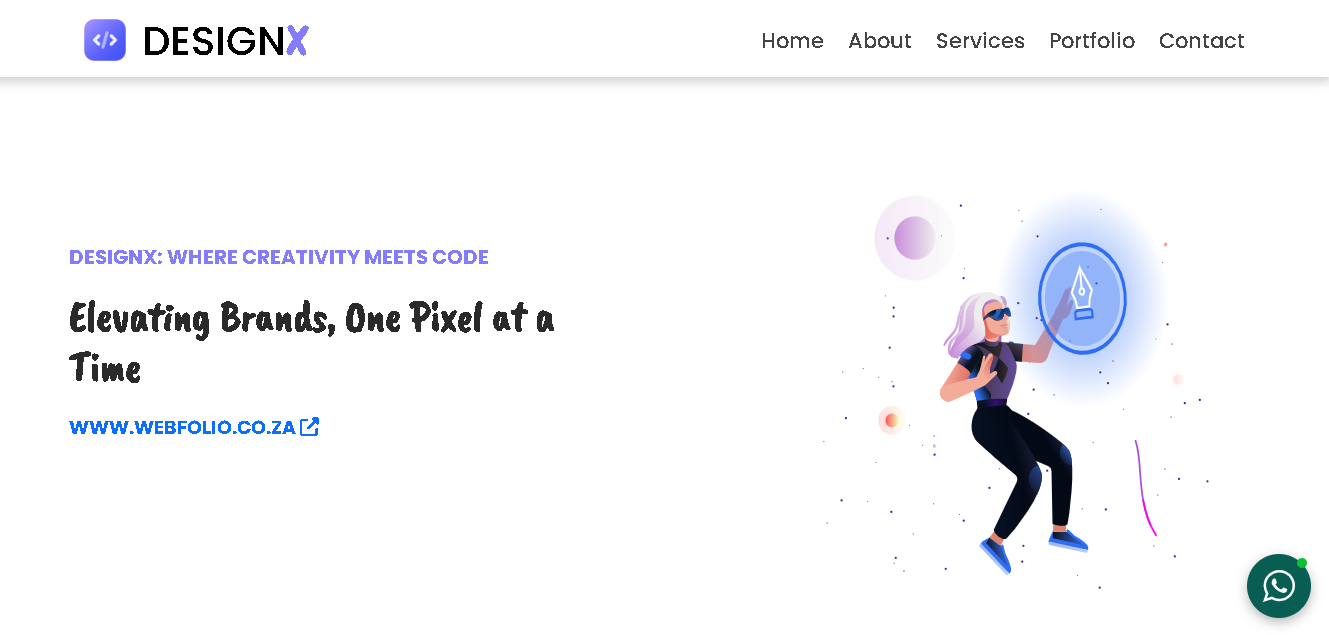 DESIGNX
Home About Services Portfolio Contact
DESIGNX: WHERE CREATIVITY MEETS CODE
Elevating Brands, One Pixel at a
Time
WWW.WEBFOLIO.CO.ZA